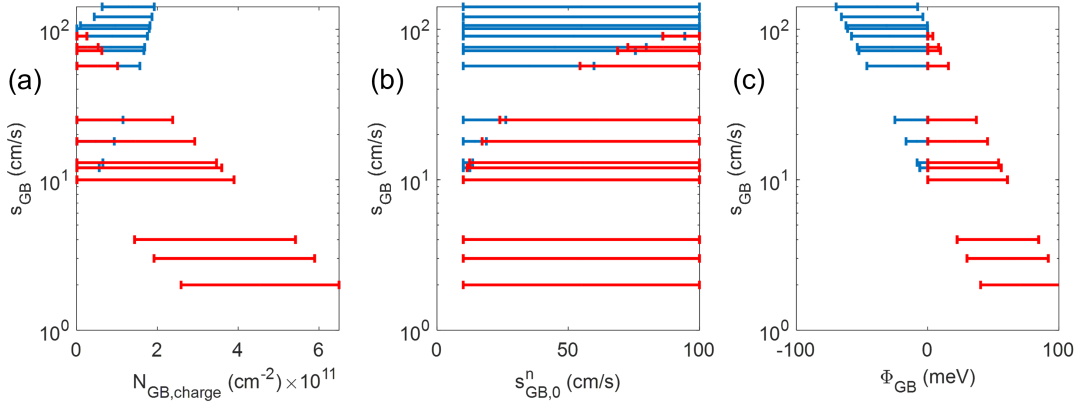 (a)
s_GB (cm/s)
10^2
10^1
10^0
0 2 4 6
N_GB,charge (cm^-2) ×10^11
(b)
s_GB (cm/s)
10^2
10^1
10^0
0 50 100
s^n_GB,0 (cm/s)
(c)
s_GB (cm/s)
10^2
10^1
10^0
-100 0 100
Φ_GB (meV)